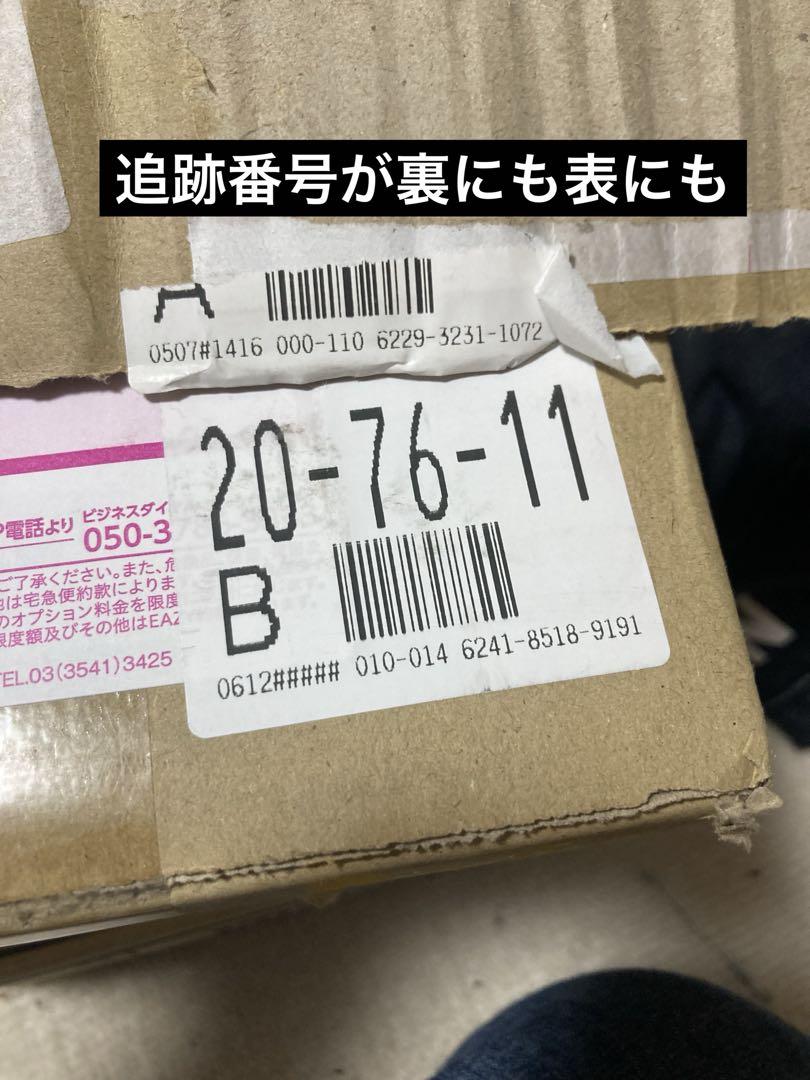 追跡番号が裏にも表にも
A
0507#1416 000-110 6229-3231-1072
20-76-11
P電話より ビジネスダイ
050-3
ご了承ください。また、危
他は宅急便約款によりま
のオプション料金を限度
限度額及びその他はEAZ
TEL.03(3541)3425
B
0612##### 010-014 6241-8518-9191